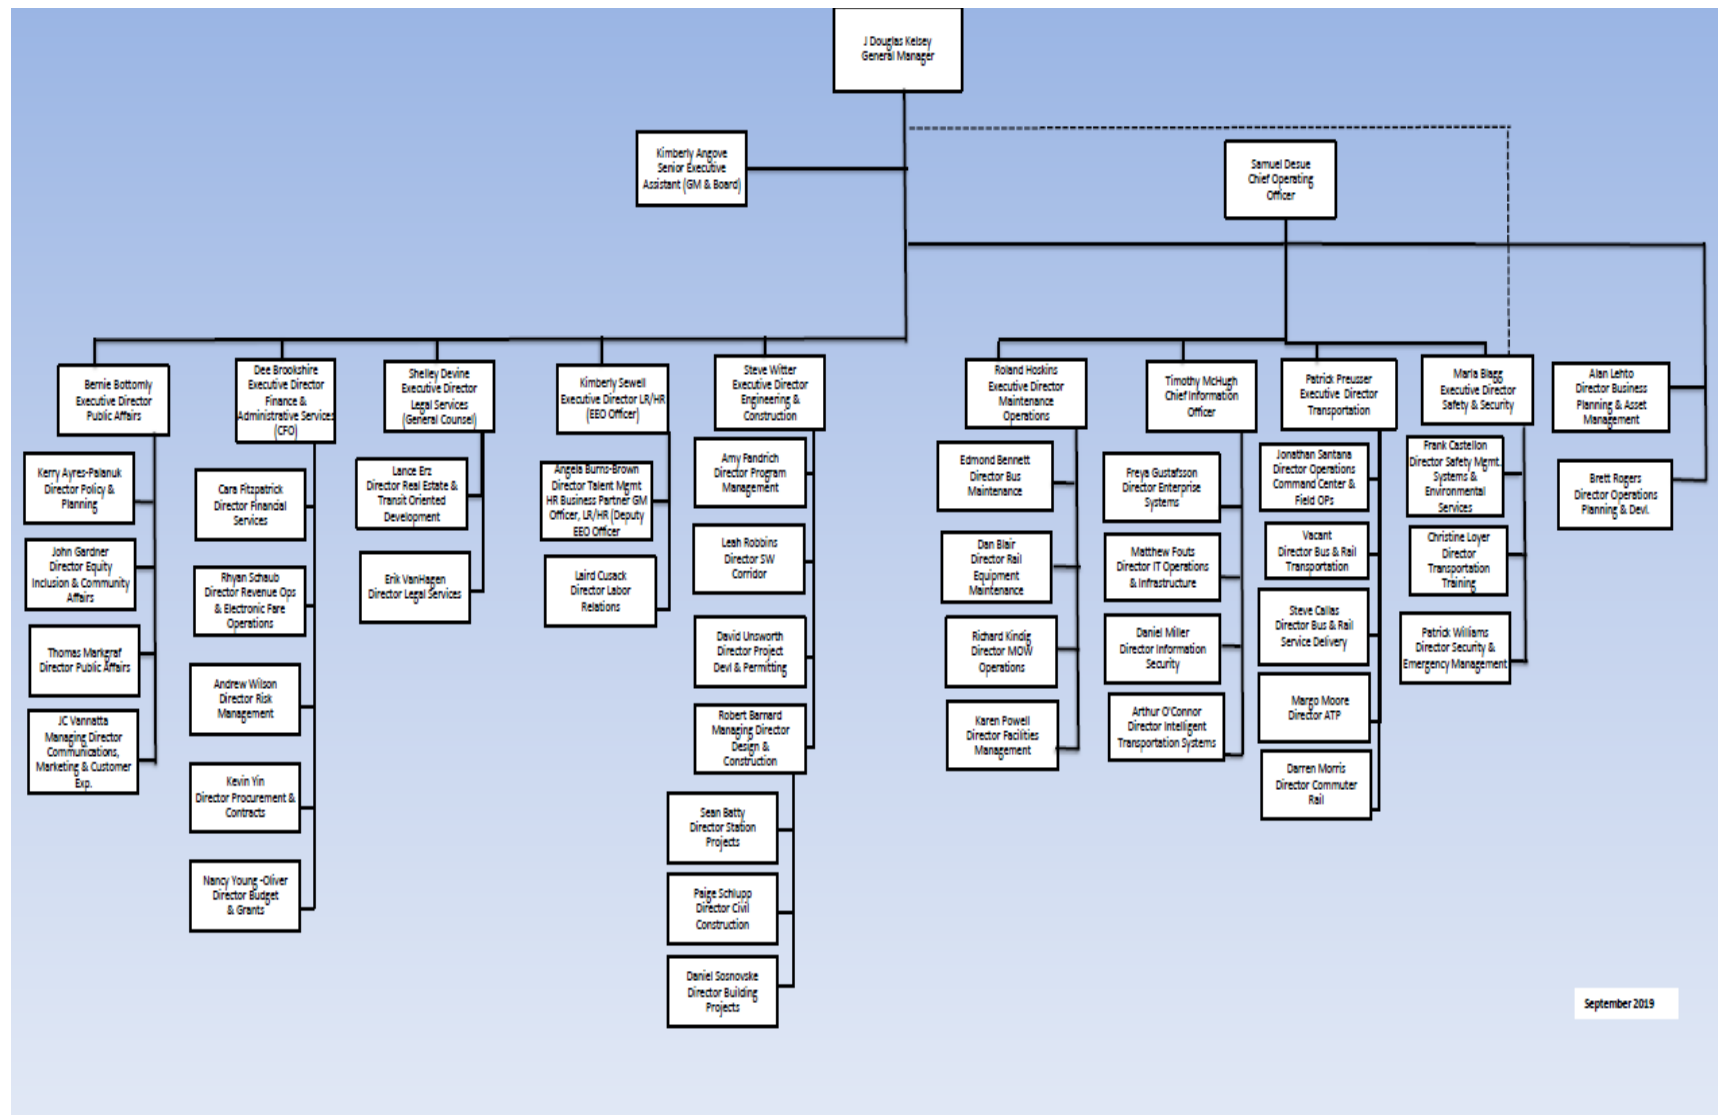 J Douglas Kelsey
General Manager
Kimberly Angove
Senior Executive
Assistant (GM & Board)
Samuel Desue
Chief Operating
Officer
Bernie Bottomly
Executive Director
Public Affairs
Dee Brookshire
Executive Director
Finance &
Administrative Services
(CFO)
Shelley Devine
Executive Director
Legal Services
(General Counsel)
Kimberly Sewell
Executive Director LR/HR
(EEO Officer)
Steve Witter
Executive Director
Engineering &
Construction
Roland Hoskins
Executive Director
Maintenance
Operations
Timothy McHugh
Chief Information
Officer
Patrick Preusser
Executive Director
Transportation
Marla Blagg
Executive Director
Safety & Security
Alan Lehto
Director Business
Planning & Asset
Management
Brett Rogers
Director Operations
Planning & Devl.
Kerry Ayres-Palanuk
Director Policy &
Planning
John Gardner
Director Equity
Inclusion & Community
Affairs
Thomas Markgraf
Director Public Affairs
JC Vannatta
Managing Director
Communications,
Marketing & Customer
Exp.
Cara Fitzpatrick
Director Financial
Services
Rhyan Schaub
Director Revenue Ops
& Electronic Fare
Operations
Andrew Wilson
Director Risk
Management
Kevin Yin
Director Procurement &
Contracts
Nancy Young -Oliver
Director Budget
& Grants
Lance Erz
Director Real Estate &
Transit Oriented
Development
Erik VanHagen
Director Legal Services
Angela Burns-Brown
Director Talent Mgmt
HR Business Partner GM
Officer, LR/HR (Deputy
EEO Officer
Laird Cusack
Director Labor
Relations
Amy Fandrich
Director Program
Management
Leah Robbins
Director SW
Corridor
David Unsworth
Director Project
Devl & Permitting
Robert Barnard
Managing Director
Design &
Construction
Sean Batty
Director Station
Projects
Paige Schlupp
Director Civil
Construction
Daniel Sosnovske
Director Building
Projects
Edmond Bennett
Director Bus
Maintenance
Dan Blair
Director Rail
Equipment
Maintenance
Richard Kindig
Director MOW
Operations
Karen Powell
Director Facilities
Management
Freya Gustafsson
Director Enterprise
Systems
Matthew Fouts
Director IT Operations
& Infrastructure
Daniel Miller
Director Information
Security
Arthur O'Connor
Director Intelligent
Transportation Systems
Jonathan Santana
Director Operations
Command Center &
Field OPs
Vacant
Director Bus & Rail
Transportation
Steve Callas
Director Bus & Rail
Service Delivery
Margo Moore
Director ATP
Darren Morris
Director Commuter
Rail
Frank Castellon
Director Safety Mgmt.
Systems &
Environmental
Services
Christine Loyer
Director
Transportation
Training
Patrick Williams
Director Security &
Emergency Management
September 2019